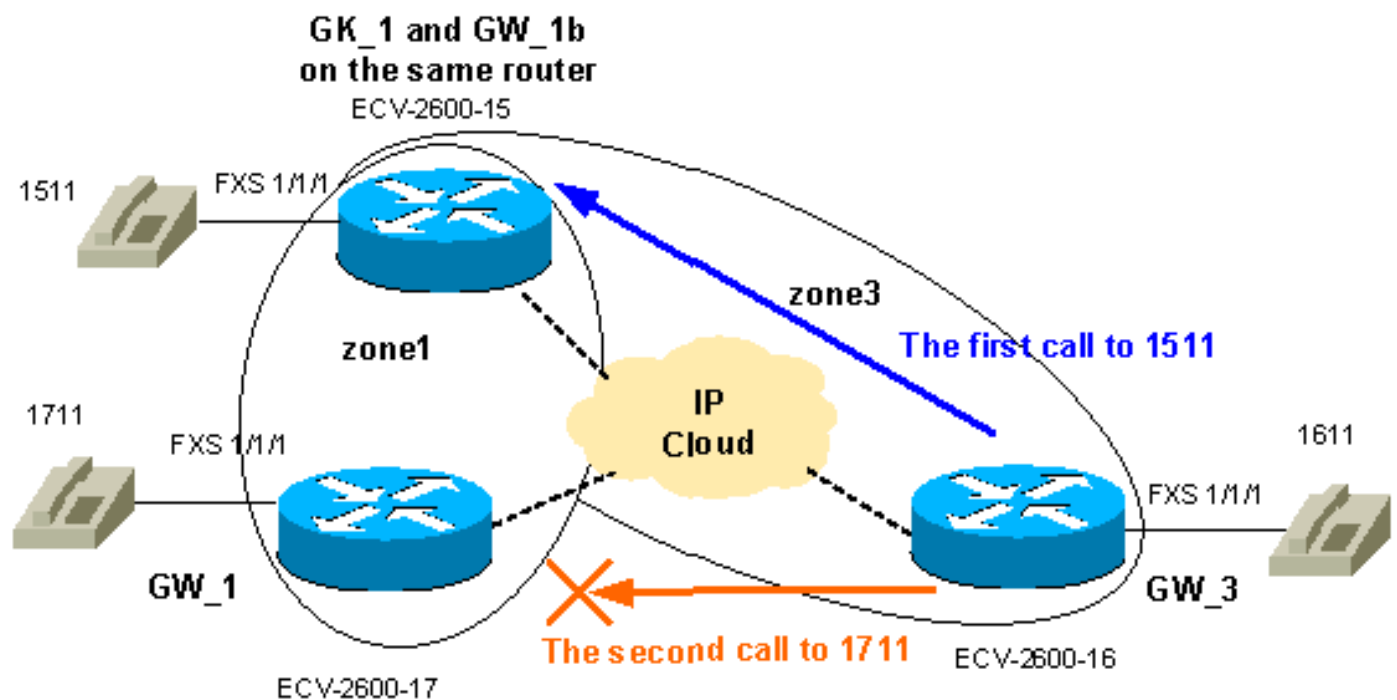 GK_1 and GW_1b
on the same router
ECV-2600-15
1511
FXS 1/1/1
zone3
The first call to 1511
zone1
IP
Cloud
1711
FXS 1/1/1
1611
FXS 1/1/1
GW_1
GW_3
The second call to 1711
ECV-2600-16
ECV-2600-17